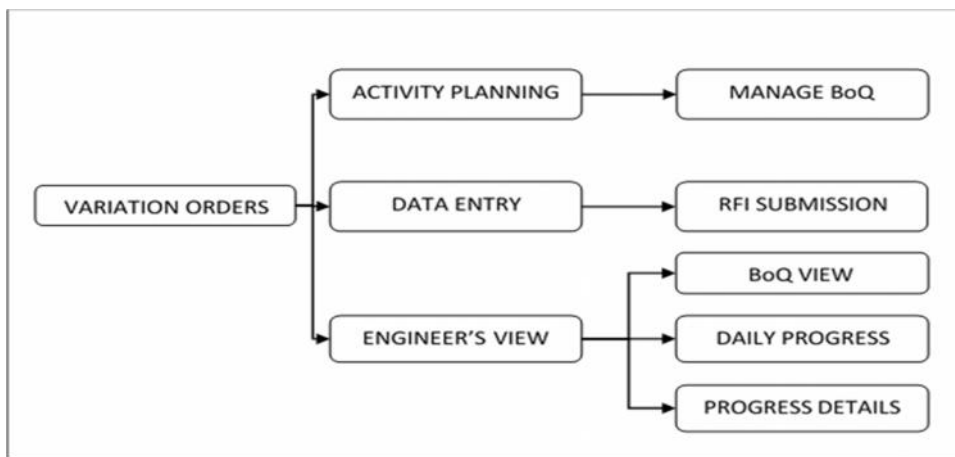 ACTIVITY PLANNING
MANAGE BoQ
VARIATION ORDERS
DATA ENTRY
RFI SUBMISSION
BoQ VIEW
ENGINEER'S VIEW
DAILY PROGRESS
PROGRESS DETAILS